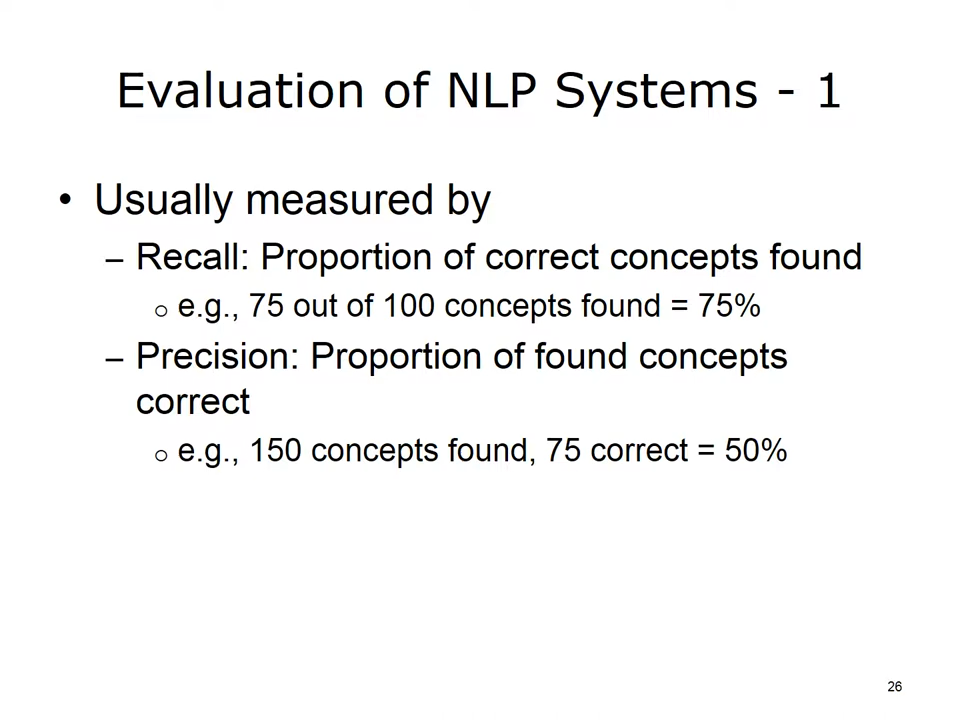 Evaluation of NLP Systems - 1
• Usually measured by
– Recall: Proportion of correct concepts found
o e.g., 75 out of 100 concepts found = 75%
– Precision: Proportion of found concepts
correct
o e.g., 150 concepts found, 75 correct = 50%
26